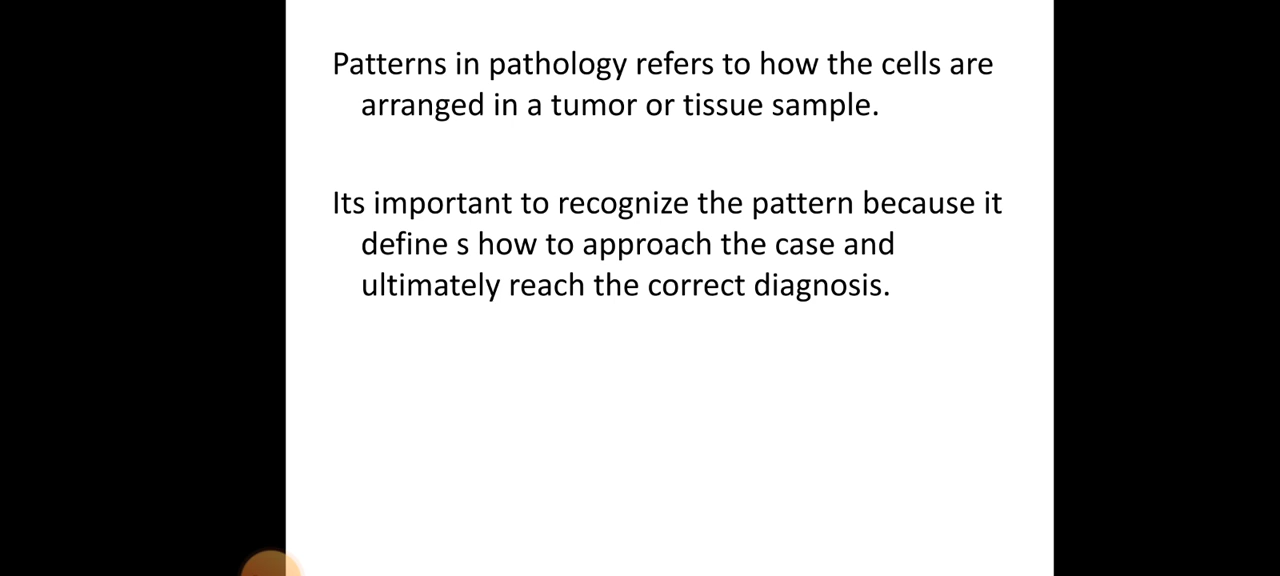 Patterns in pathology refers to how the cells are
arranged in a tumor or tissue sample.
Its important to recognize the pattern because it
define s how to approach the case and
ultimately reach the correct diagnosis.